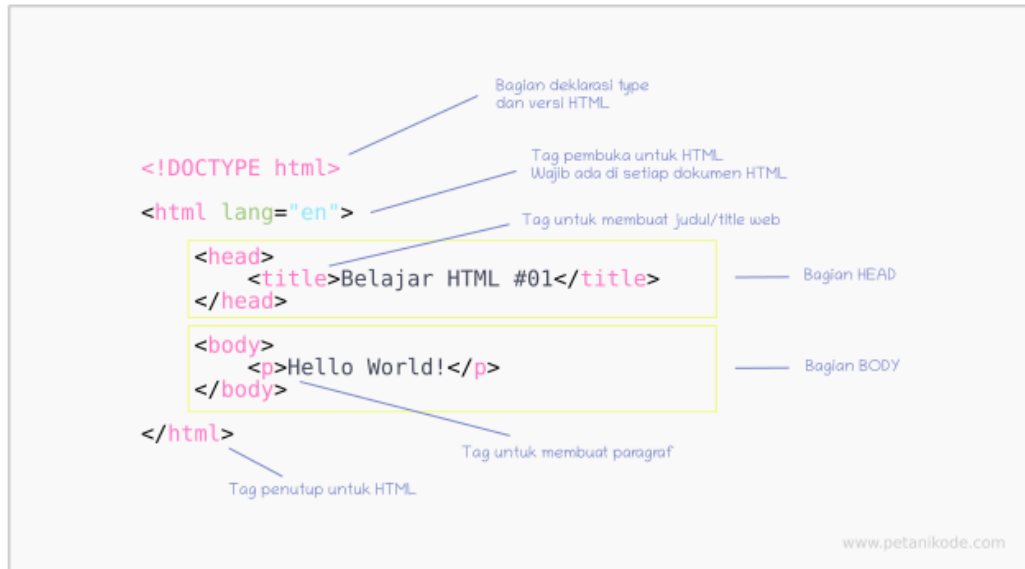 Bagian deklarasi type
dan versi HTML
<!DOCTYPE html>
Tag pembuka untuk HTML
Wajib ada di setiap dokumen HTML
<html lang="en">
Tag untuk membuat judul/title web
<head>
<title>Belajar HTML #01</title>
</head>
Bagian HEAD
<body>
<p>Hello World!</p>
</body>
Bagian BODY
</html>
Tag untuk membuat paragraf
Tag penutup untuk HTML
www.petanikode.com